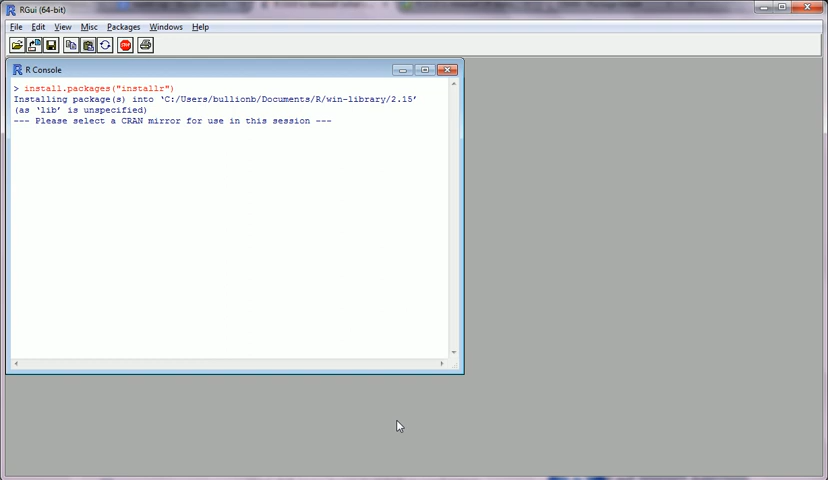 RGui (64-bit)
File Edit View Misc Packages Windows Help
STOP
R Console
> install.packages("installr")
Installing package(s) into ‘C:/Users/bullionb/Documents/R/win-library/2.15’
(as ‘lib’ is unspecified)
--- Please select a CRAN mirror for use in this session ---